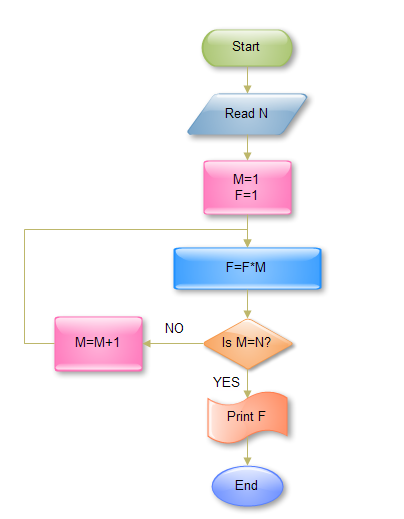 Start
Read N
M=1
F=1
F=F*M
Is M=N?
NO
M=M+1
YES
Print F
End